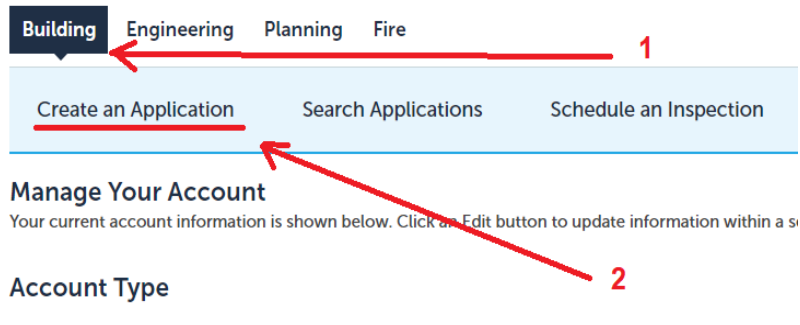 Building Engineering Planning Fire
1
Create an Application Search Applications Schedule an Inspection
Manage Your Account
Your current account information is shown below. Click an Edit button to update information within a
Account Type
2